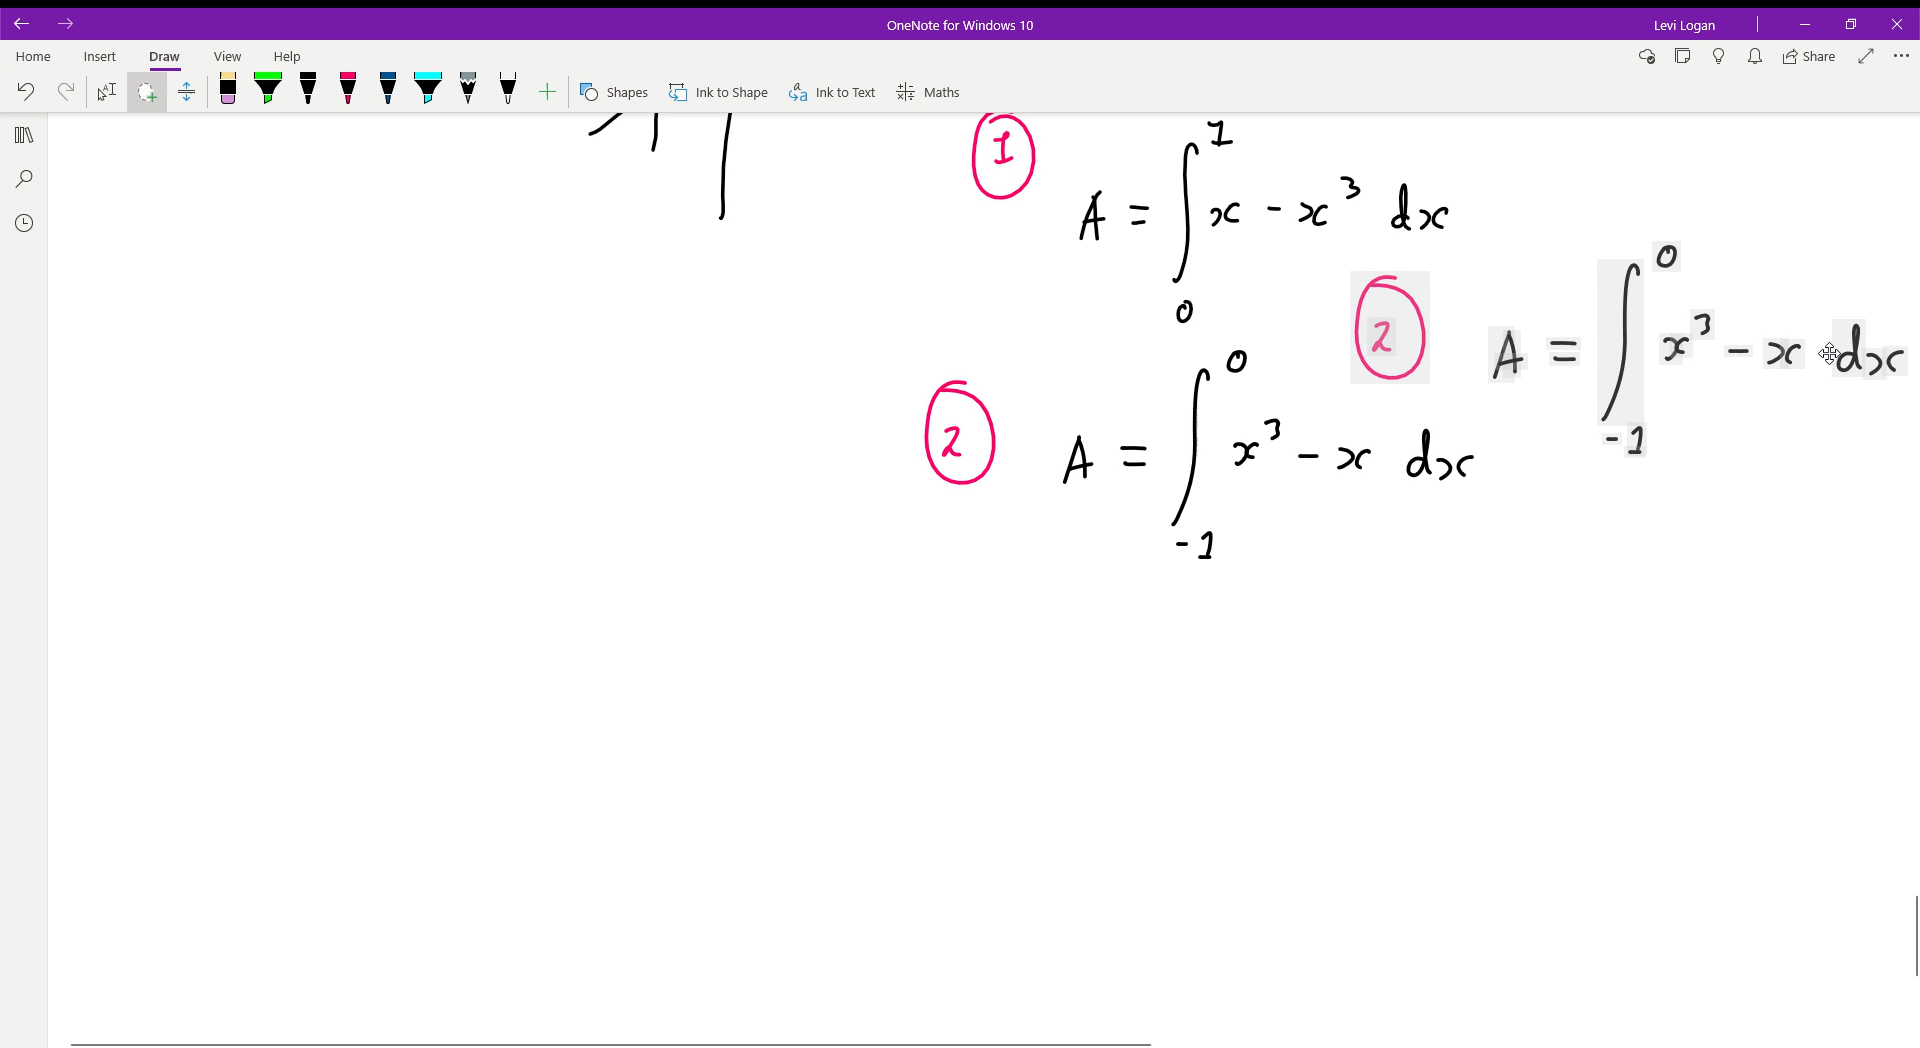 OneNote for Windows 10
Levi Logan
Home Insert Draw View Help
Share
Shapes Ink to Shape Ink to Text Maths
1
A = ∫₀¹ x - x³ dx
2 A = ∫₋₁⁰ x³ - x dx
2 A = ∫₋₁⁰ x³ - x dx